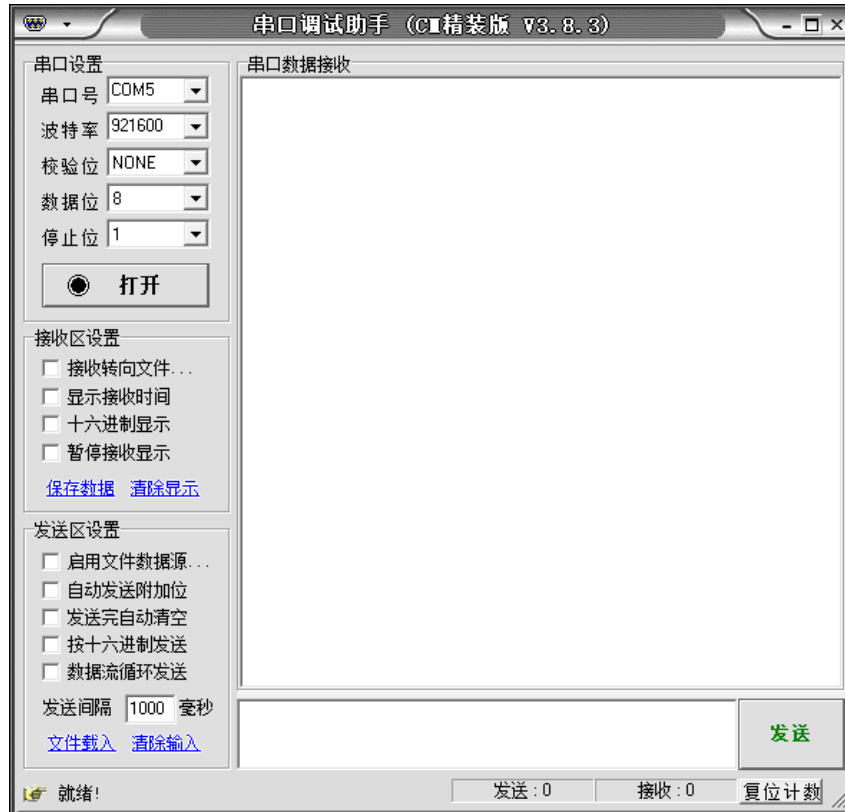 串口调试助手 (CM精装版 V3.8.3)
串口设置
串口号 COM5
波特率 921600
校验位 NONE
数据位 8
停止位 1
打开
接收区设置
接收转向文件...
显示接收时间
十六进制显示
暂停接收显示
保存数据 清除显示
发送区设置
启用文件数据源...
自动发送附加位
发送完自动清空
按十六进制发送
数据流循环发送
发送间隔 1000 毫秒
文件载入 清除输入
串口数据接收
发送
就绪!
发送:0
接收:0
复位计数